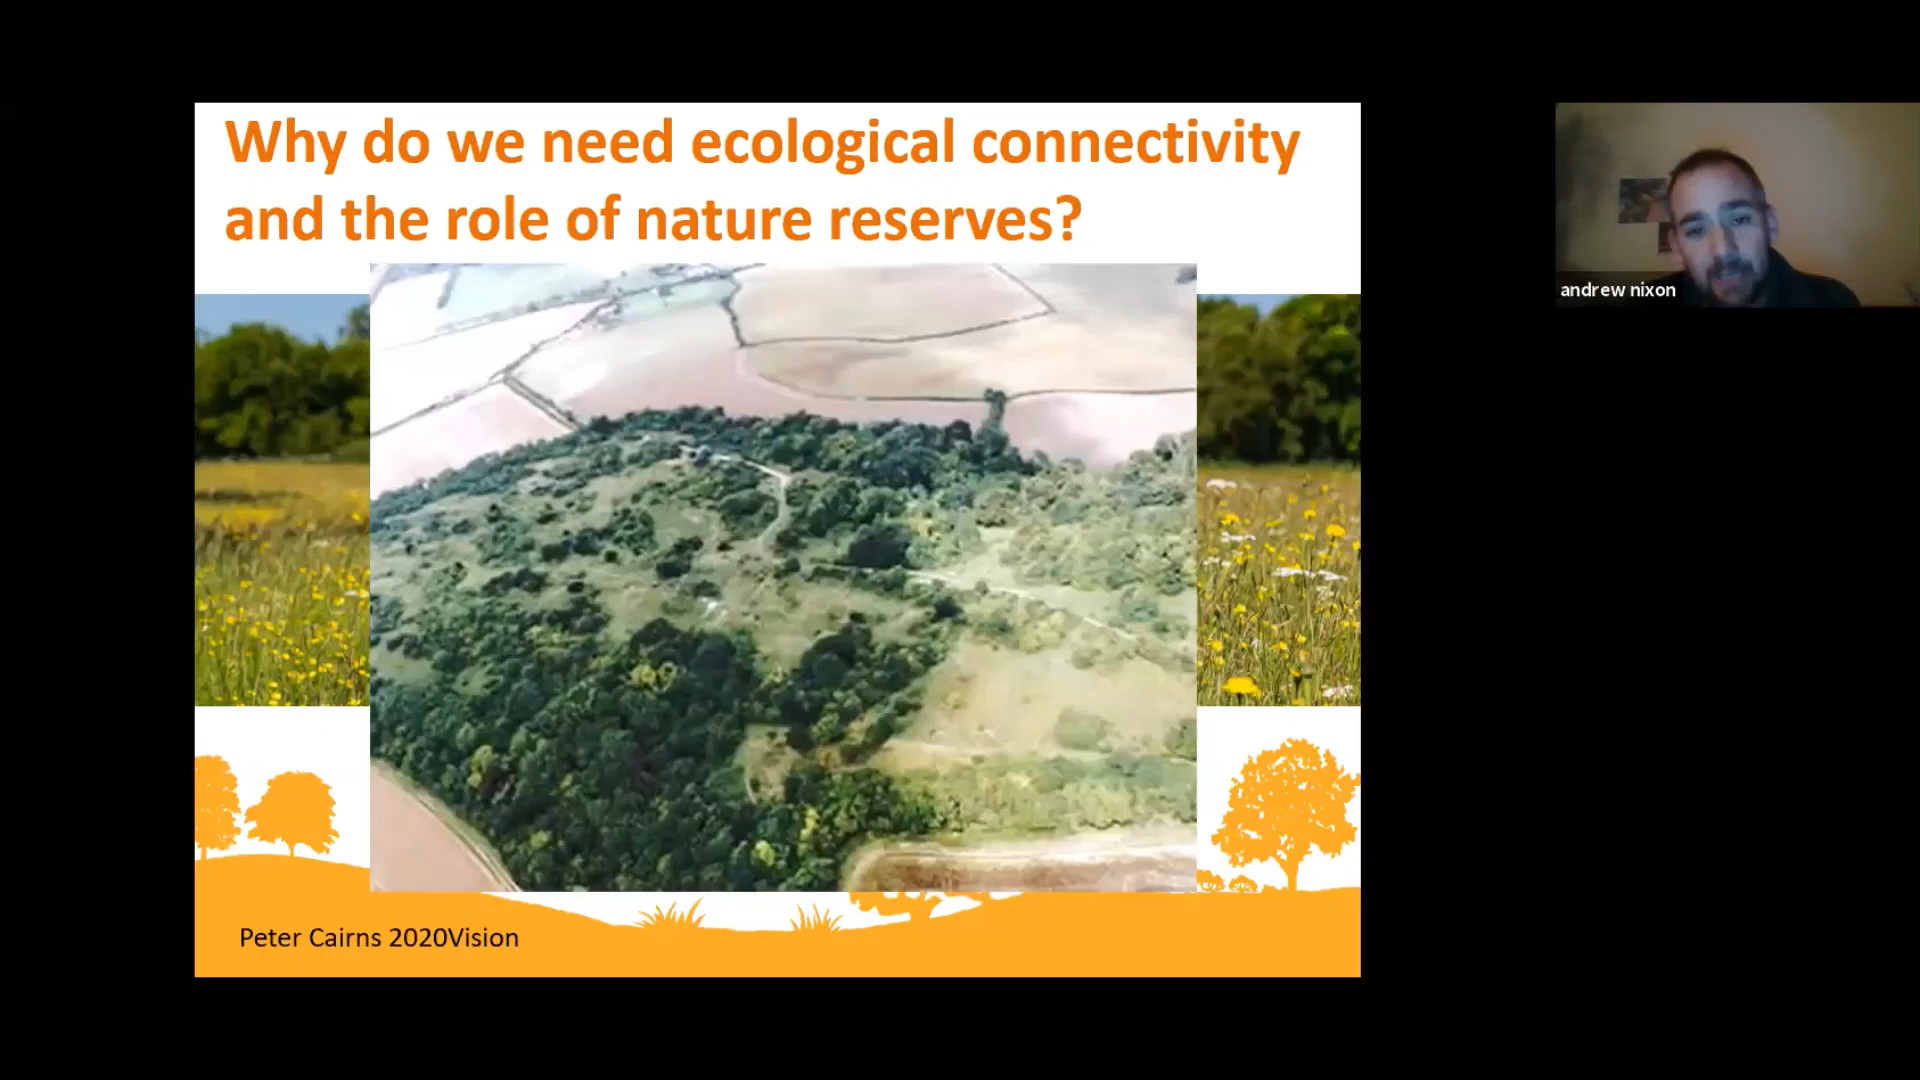 Why do we need ecological connectivity
and the role of nature reserves?
andrew nixon
Peter Cairns 2020Vision